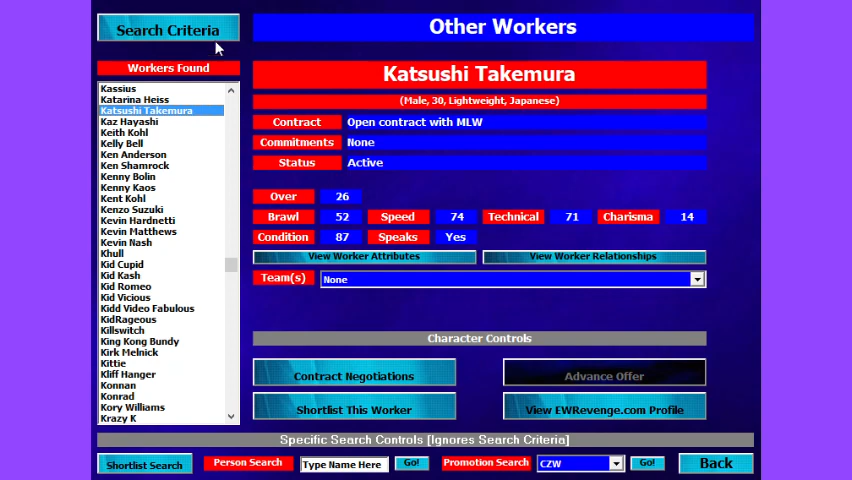 Search Criteria
Other Workers
Workers Found
Kassius
Katarina Heiss
Katsushi Takemura
Kaz Hayashi
Keith Kohl
Kelly Bell
Ken Anderson
Ken Shamrock
Kenny Bolin
Kenny Kaos
Kent Kohl
Kenzo Suzuki
Kevin Hardnetti
Kevin Matthews
Kevin Nash
Khull
Kid Cupid
Kid Kash
Kid Romeo
Kid Vicious
Kidd Video Fabulous
KidRageous
Killswitch
King Kong Bundy
Kirk Melnick
Kittie
Kliff Hanger
Konnan
Konrad
Kory Williams
Krazy K
Katsushi Takemura
(Male, 30, Lightweight, Japanese)
Contract Open contract with MLW
Commitments None
Status Active
Over 26
Brawl 52 Speed 74 Technical 71 Charisma 14
Condition 87 Speaks Yes
View Worker Attributes View Worker Relationships
Team(s) None
Character Controls
Contract Negotiations Advance Offer
Shortlist This Worker View EWRevenge.com Profile
Specific Search Controls [Ignores Search Criteria]
Shortlist Search Person Search Type Name Here Go! Promotion Search CZW Go! Back